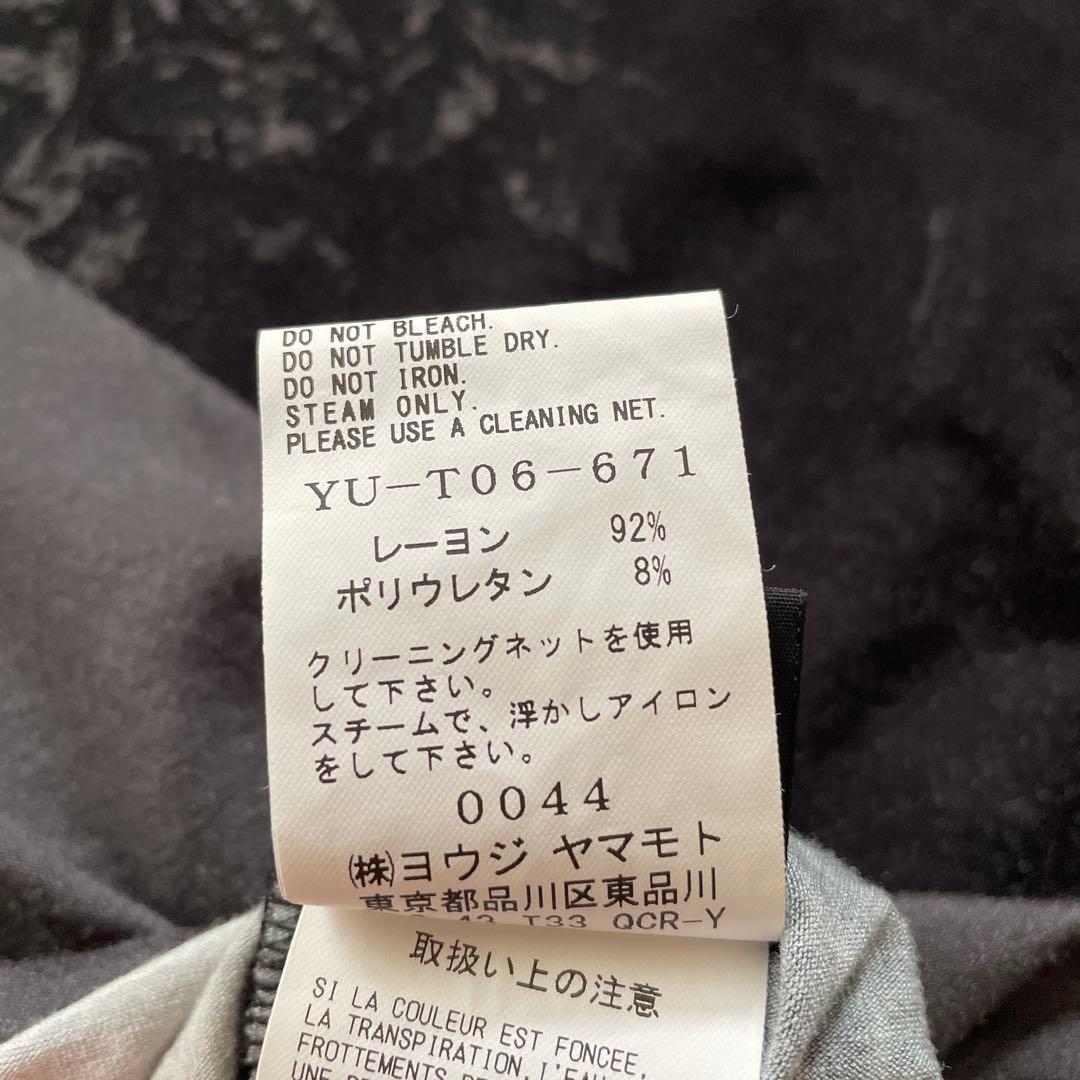 DO NOT BLEACH.
DO NOT TUMBLE DRY.
DO NOT IRON.
STEAM ONLY.
PLEASE USE A CLEANING NET.
YU-T06-671
レーヨン 92%
ポリウレタン 8%
クリーニングネットを使用
して下さい。
スチームで、浮かしアイロン
をして下さい。
0044
㈱ヨウジ ヤマモト
東京都品川区東品川
T33 QCR-Y
取扱い上の注意
SI LA COULEUR EST FONCEE,
LA TRANSPIRATION, L'EAU
FROTTEMENTS
UNE